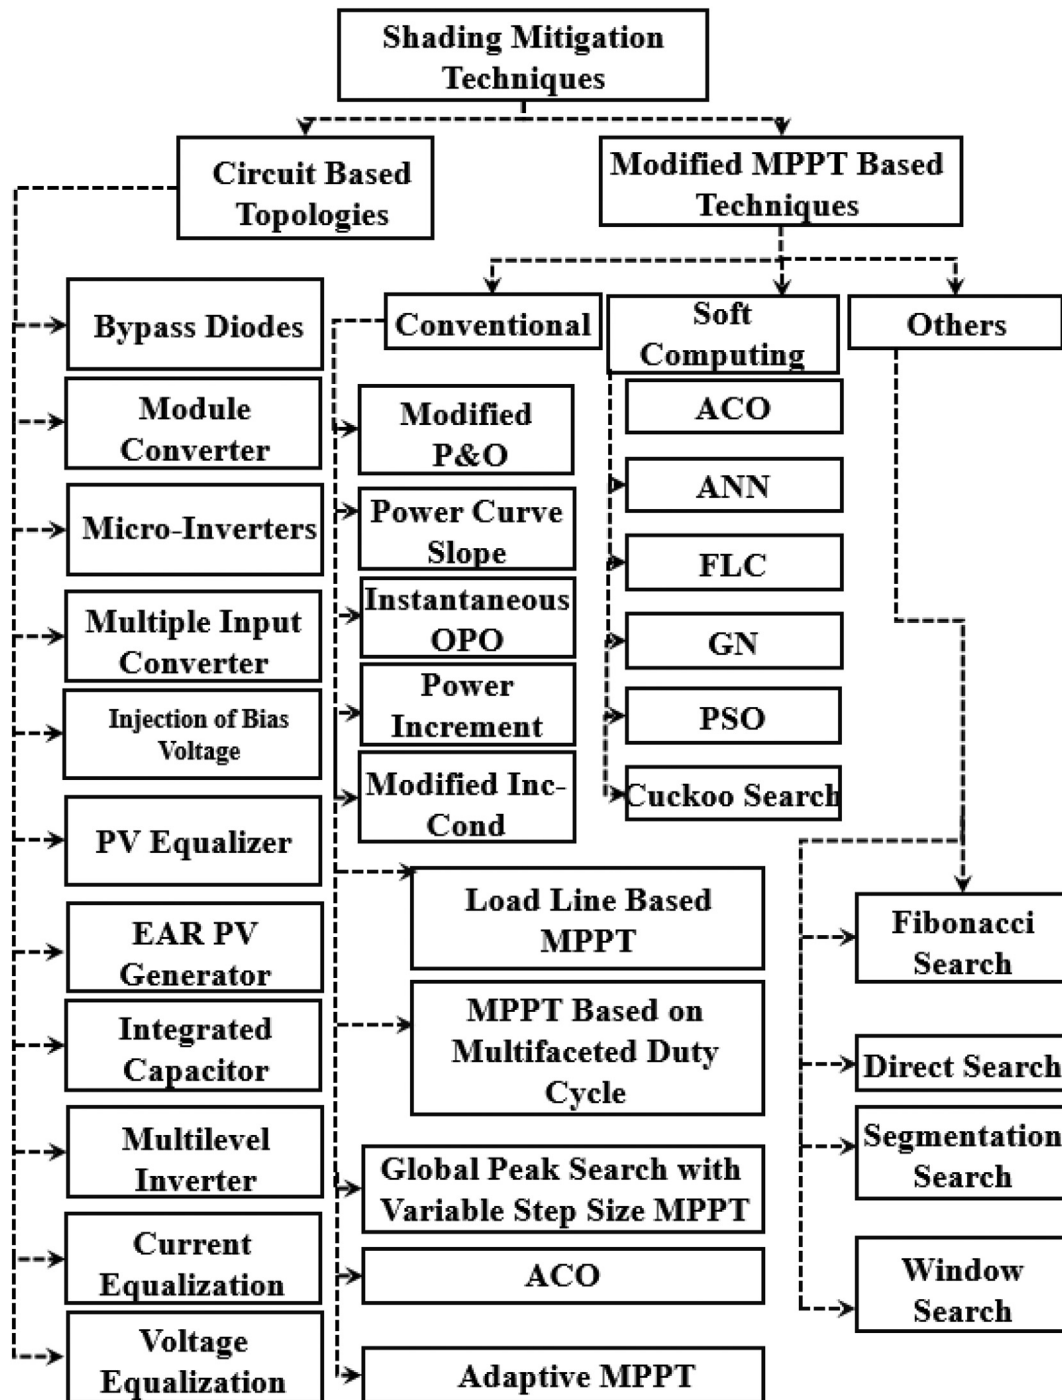 Shading Mitigation
Techniques
Circuit Based
Topologies
Modified MPPT Based
Techniques
Bypass Diodes
Module
Converter
Micro-Inverters
Multiple Input
Converter
Injection of Bias
Voltage
PV Equalizer
EAR PV
Generator
Integrated
Capacitor
Multilevel
Inverter
Current
Equalization
Voltage
Equalization
Conventional
Modified
P&O
Power Curve
Slope
Instantaneous
OPO
Power
Increment
Modified Inc-
Cond
Load Line Based
MPPT
MPPT Based on
Multifaceted Duty
Cycle
Global Peak Search with
Variable Step Size MPPT
ACO
Adaptive MPPT
Soft
Computing
ACO
ANN
FLC
GN
PSO
Cuckoo Search
Others
Fibonacci
Search
Direct Search
Segmentation
Search
Window
Search